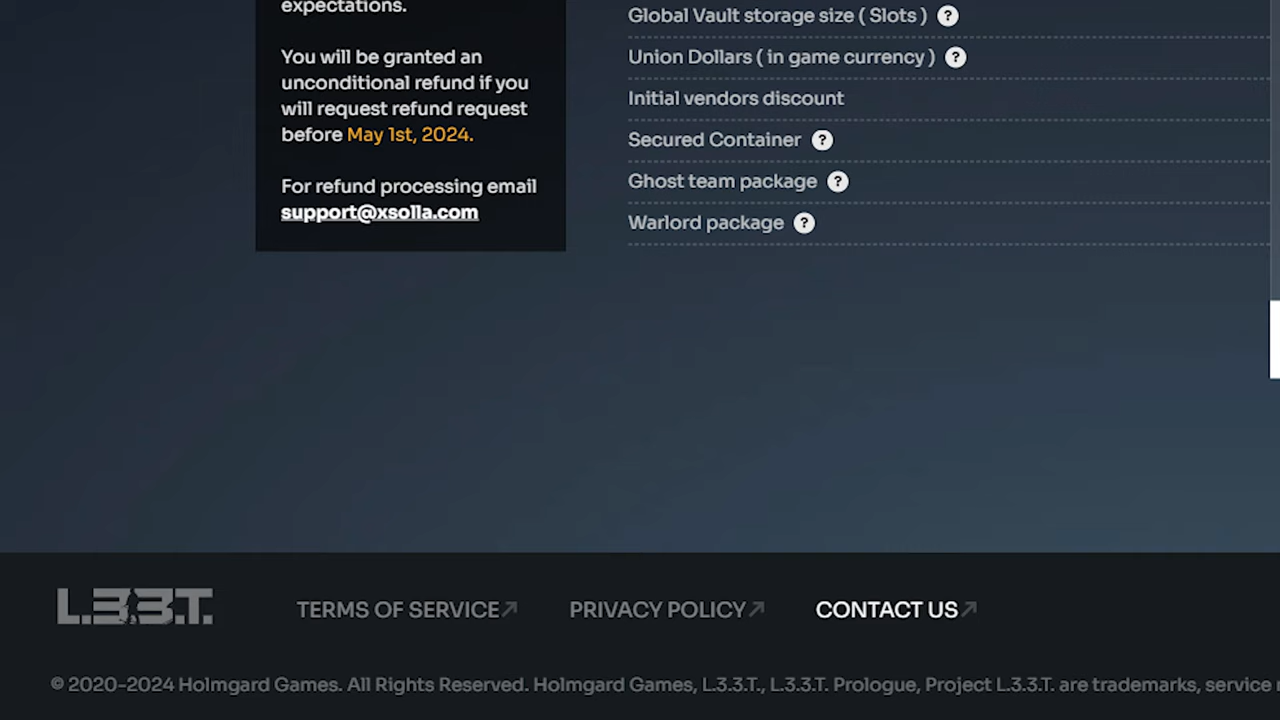 expectations.
You will be granted an
unconditional refund if you
will request refund request
before May 1st, 2024.
For refund processing email
support@xsolla.com
Global Vault storage size ( Slots ) ?
Union Dollars ( in game currency ) ?
Initial vendors discount
Secured Container ?
Ghost team package ?
Warlord package ?
L.3.3.T.
TERMS OF SERVICE
PRIVACY POLICY
CONTACT US
© 2020-2024 Holmgard Games. All Rights Reserved. Holmgard Games, L.3.3.T., L.3.3.T. Prologue, Project L.3.3.T. are trademarks, service